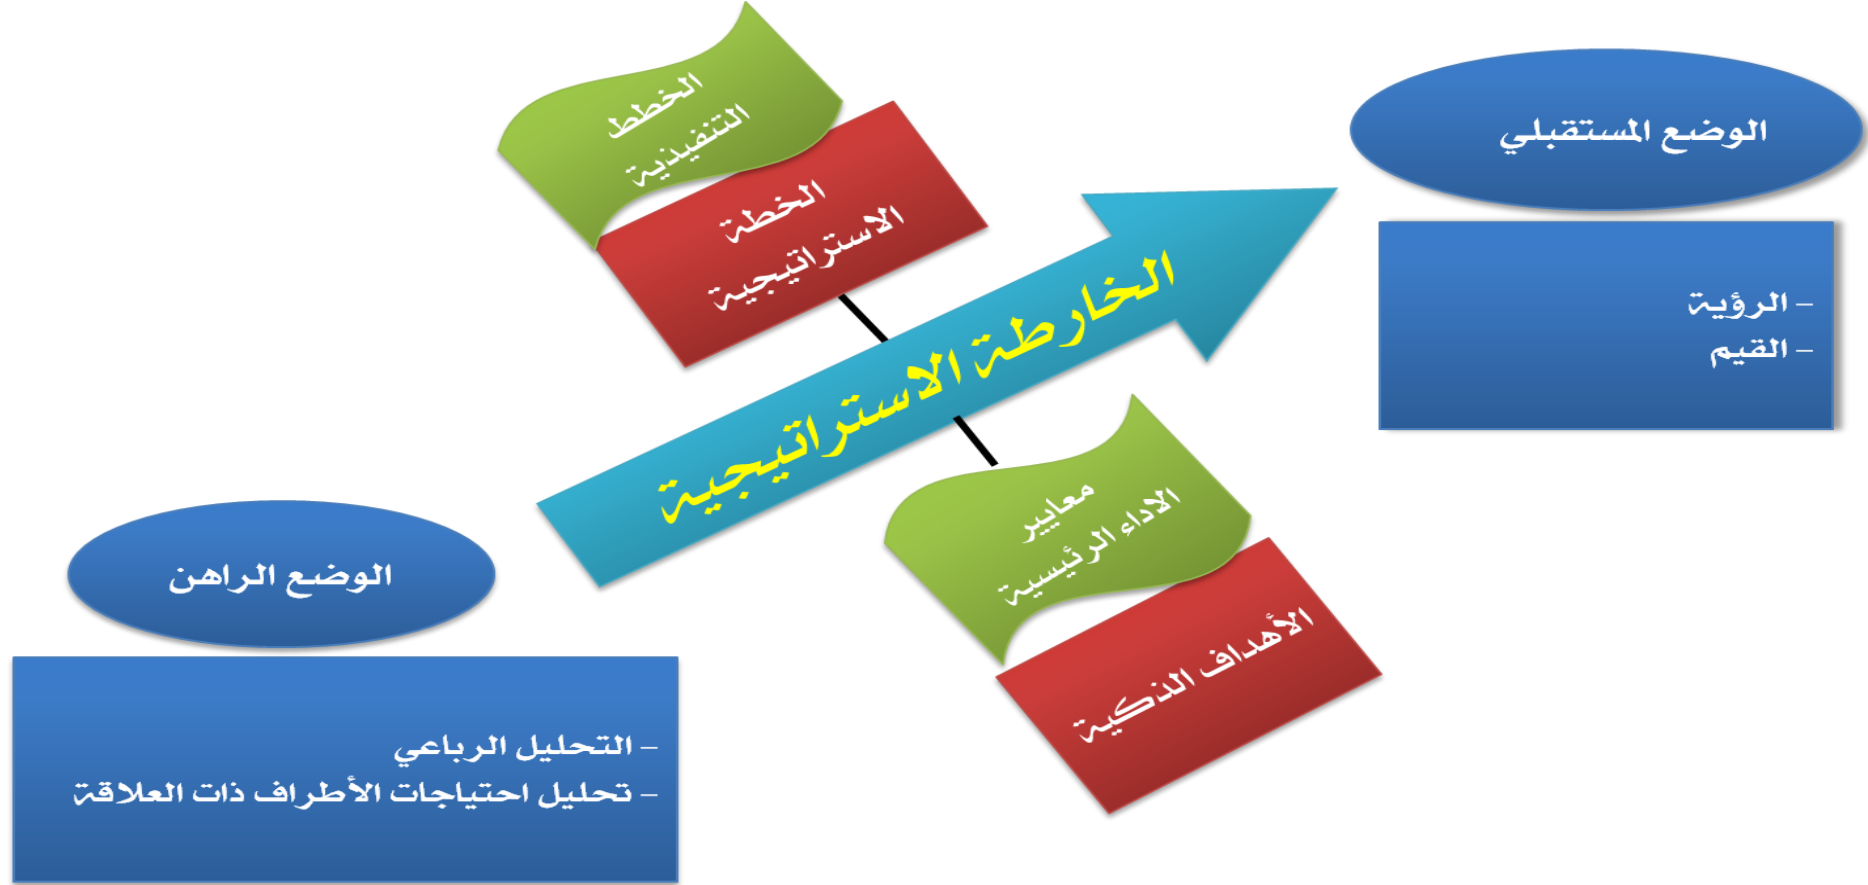 الوضع المستقبلي
– الرؤية
– القيم
الخطط
التنفيذية
الخطة
الاستراتيجية
الخارطة الاستراتيجية
معايير
الاداء الرئيسية
الأهداف الذكية
الوضع الراهن
– التحليل الرباعي
– تحليل احتياجات الأطراف ذات العلاقة